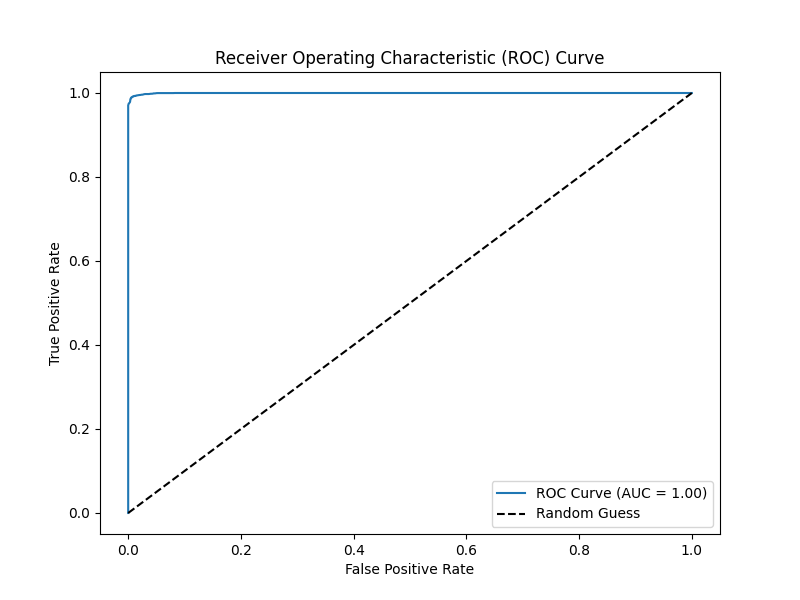 Receiver Operating Characteristic (ROC) Curve
True Positive Rate
1.0
0.8
0.6
0.4
0.2
0.0
ROC Curve (AUC = 1.00)
Random Guess
0.0 0.2 0.4 0.6 0.8 1.0
False Positive Rate